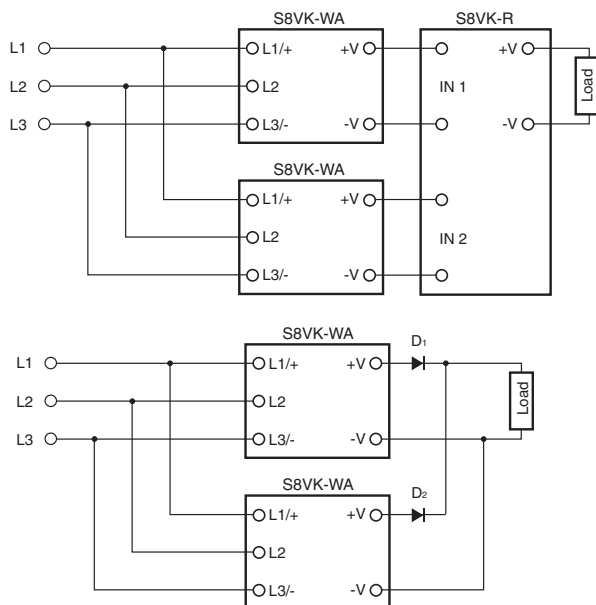 S8VK-WA S8VK-R
L1 L1/+ +V +V
L2 L2 IN 1 Load
L3 L3/- -V -V
S8VK-WA
L1/+ +V
L2 IN 2
L3/- -V
S8VK-WA D1
L1 L1/+ +V
L2 L2 Load
L3 L3/- -V
S8VK-WA D2
L1/+ +V
L2
L3/- -V